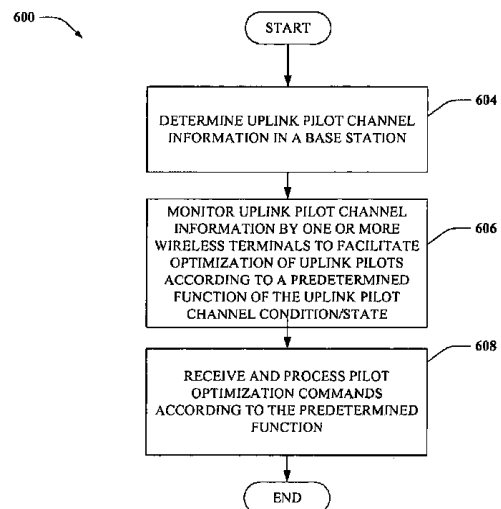 600
START
DETERMINE UPLINK PILOT CHANNEL
INFORMATION IN A BASE STATION
604
MONITOR UPLINK PILOT CHANNEL
INFORMATION BY ONE OR MORE
WIRELESS TERMINALS TO FACILITATE
OPTIMIZATION OF UPLINK PILOTS
ACCORDING TO A PREDETERMINED
FUNCTION OF THE UPLINK PILOT
CHANNEL CONDITION/STATE
606
RECEIVE AND PROCESS PILOT
OPTIMIZATION COMMANDS
ACCORDING TO THE PREDETERMINED
FUNCTION
608
END